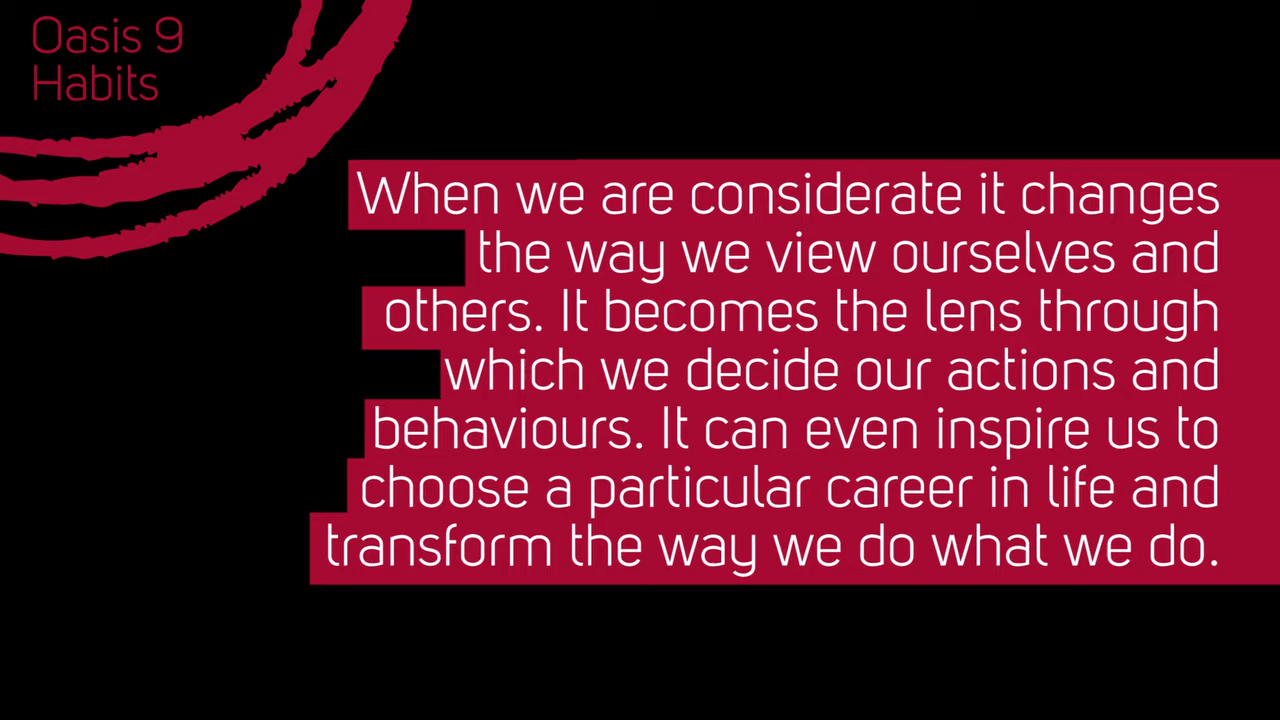 Oasis 9
Habits
When we are considerate it changes
the way we view ourselves and
others. It becomes the lens through
which we decide our actions and
behaviours. It can even inspire us to
choose a particular career in life and
transform the way we do what we do.